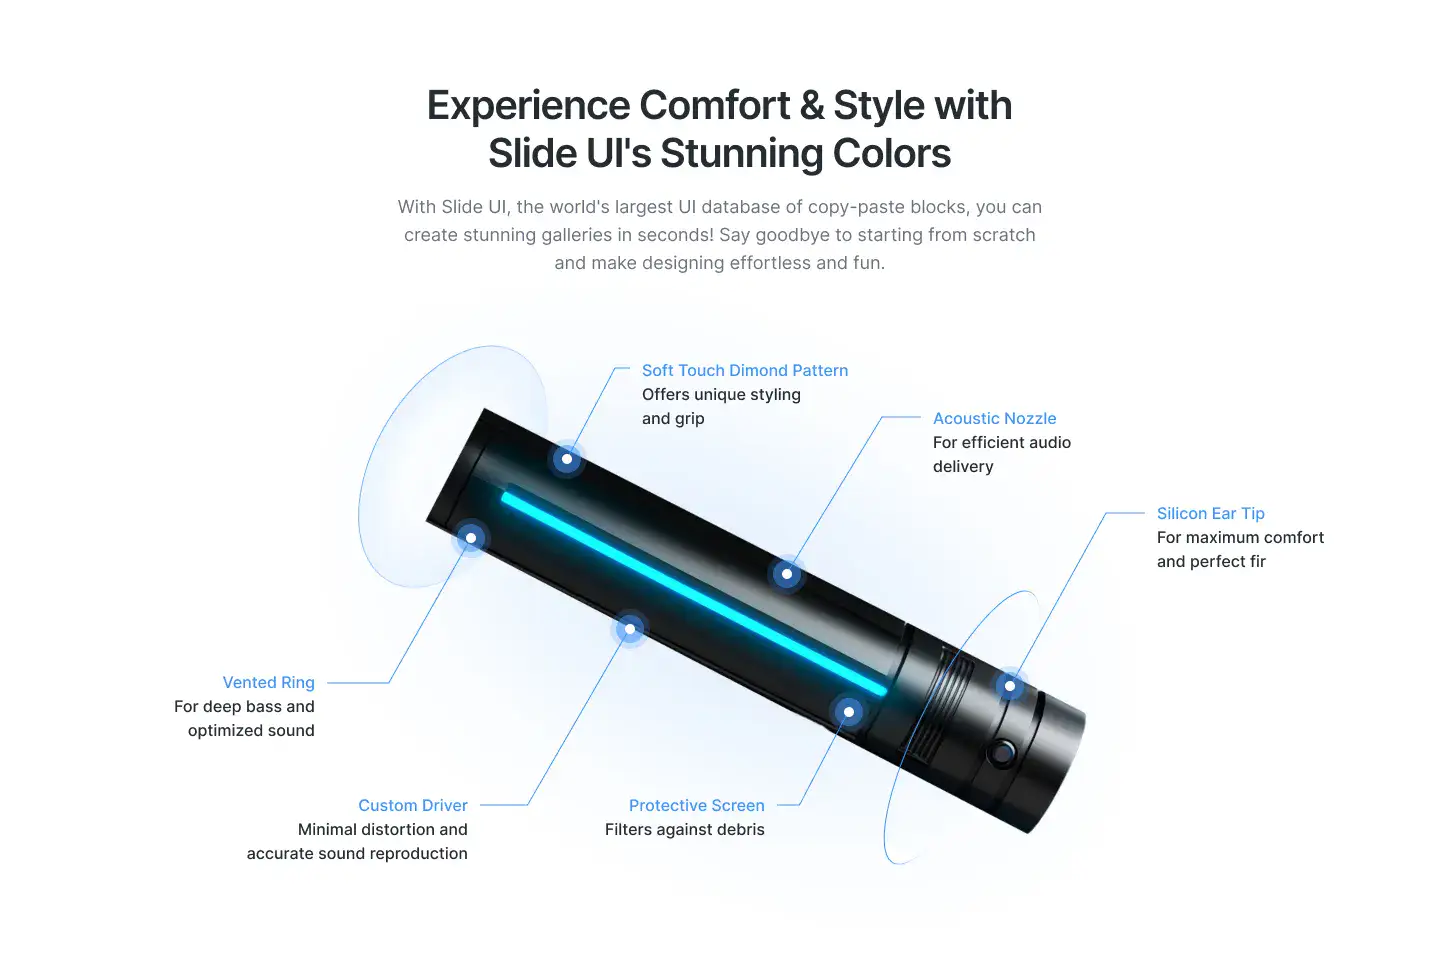 Experience Comfort & Style with
Slide UI's Stunning Colors
With Slide UI, the world's largest UI database of copy-paste blocks, you can
create stunning galleries in seconds! Say goodbye to starting from scratch
and make designing effortless and fun.
Soft Touch Dimond Pattern
Offers unique styling
and grip
Acoustic Nozzle
For efficient audio
delivery
Silicon Ear Tip
For maximum comfort
and perfect fir
Vented Ring
For deep bass and
optimized sound
Custom Driver
Minimal distortion and
accurate sound reproduction
Protective Screen
Filters against debris